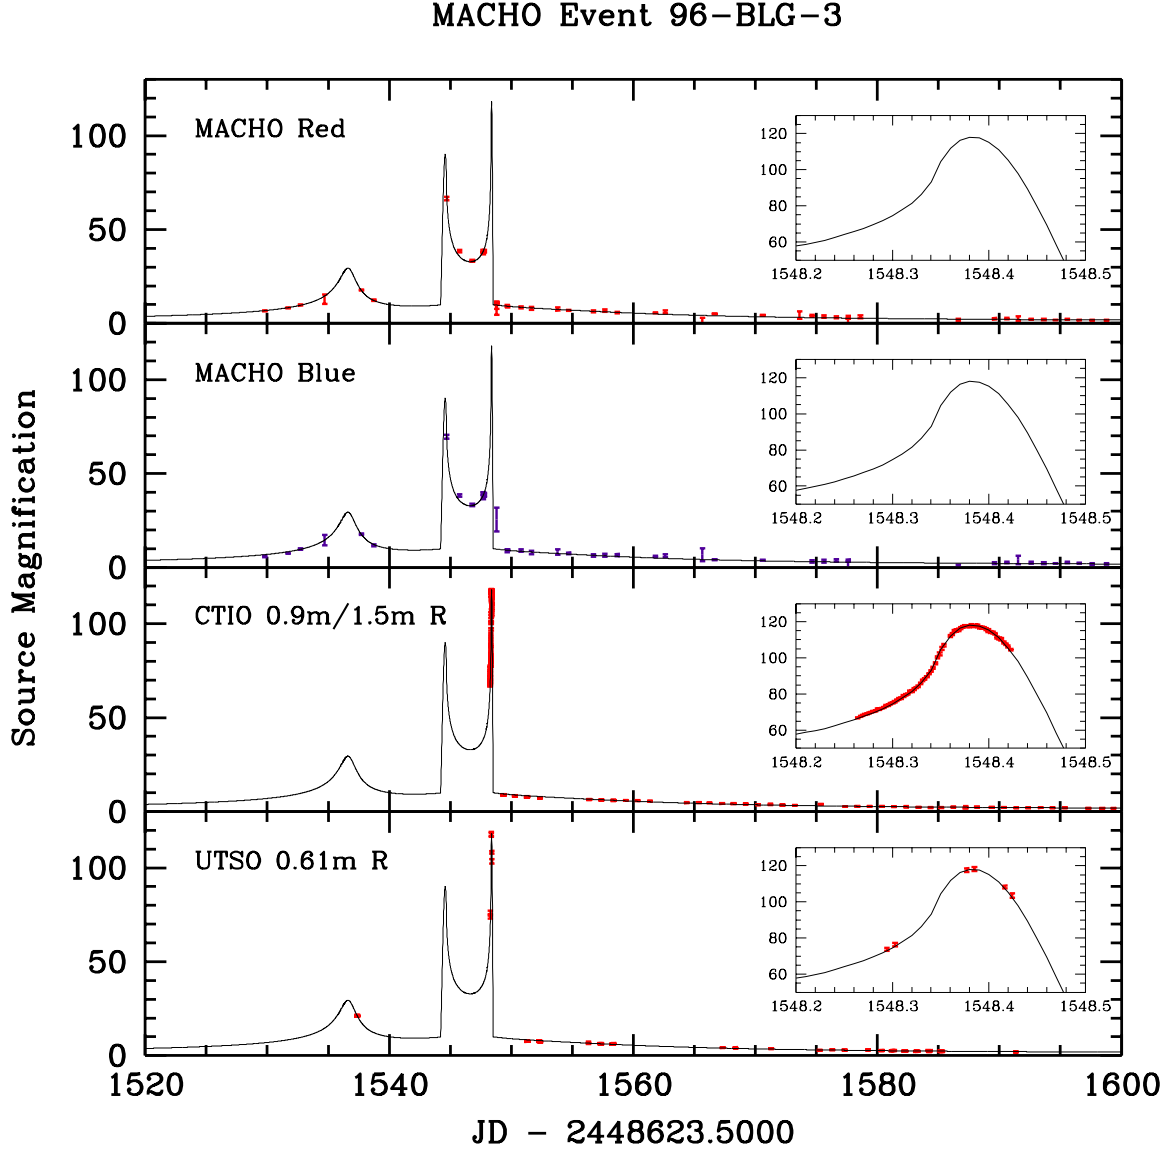 MACHO Event 96-BLG-3
Source Magnification
MACHO Red
100
50
0
120
100
80
60
1548.2 1548.3 1548.4 1548.5
MACHO Blue
100
50
0
120
100
80
60
1548.2 1548.3 1548.4 1548.5
CTIO 0.9m/1.5m R
100
50
0
120
100
80
60
1548.2 1548.3 1548.4 1548.5
UTSO 0.61m R
100
50
0
120
100
80
60
1548.2 1548.3 1548.4 1548.5
1520 1540 1560 1580 1600
JD - 2448623.5000